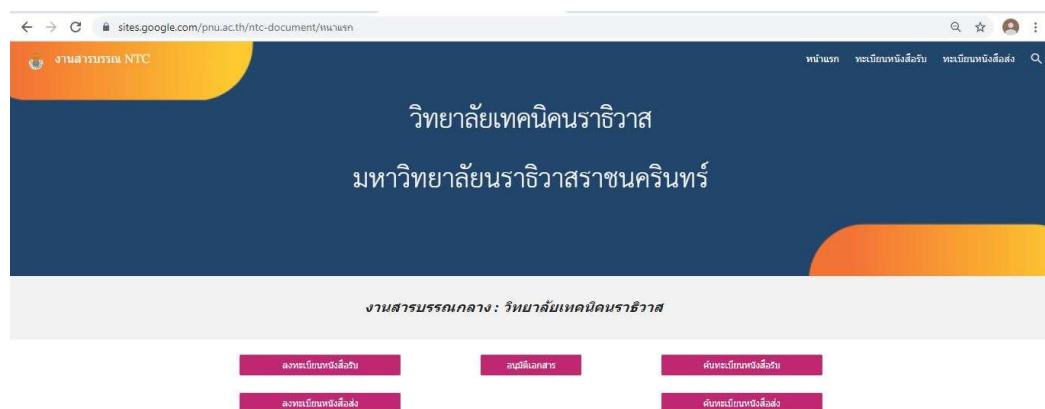 sites.google.com/pnu.ac.th/ntc-document/หน้าแรก
งานสารบรรณ NTC
หน้าแรก ทะเบียนหนังสือรับ ทะเบียนหนังสือส่ง
วิทยาลัยเทคนิคนราธิวาส
มหาวิทยาลัยนราธิวาสราชนครินทร์
งานสารบรรณกลาง : วิทยาลัยเทคนิคนราธิวาส
ลงทะเบียนหนังสือรับ อนุมัติเอกสาร ค้นทะเบียนหนังสือรับ
ลงทะเบียนหนังสือส่ง ค้นทะเบียนหนังสือส่ง